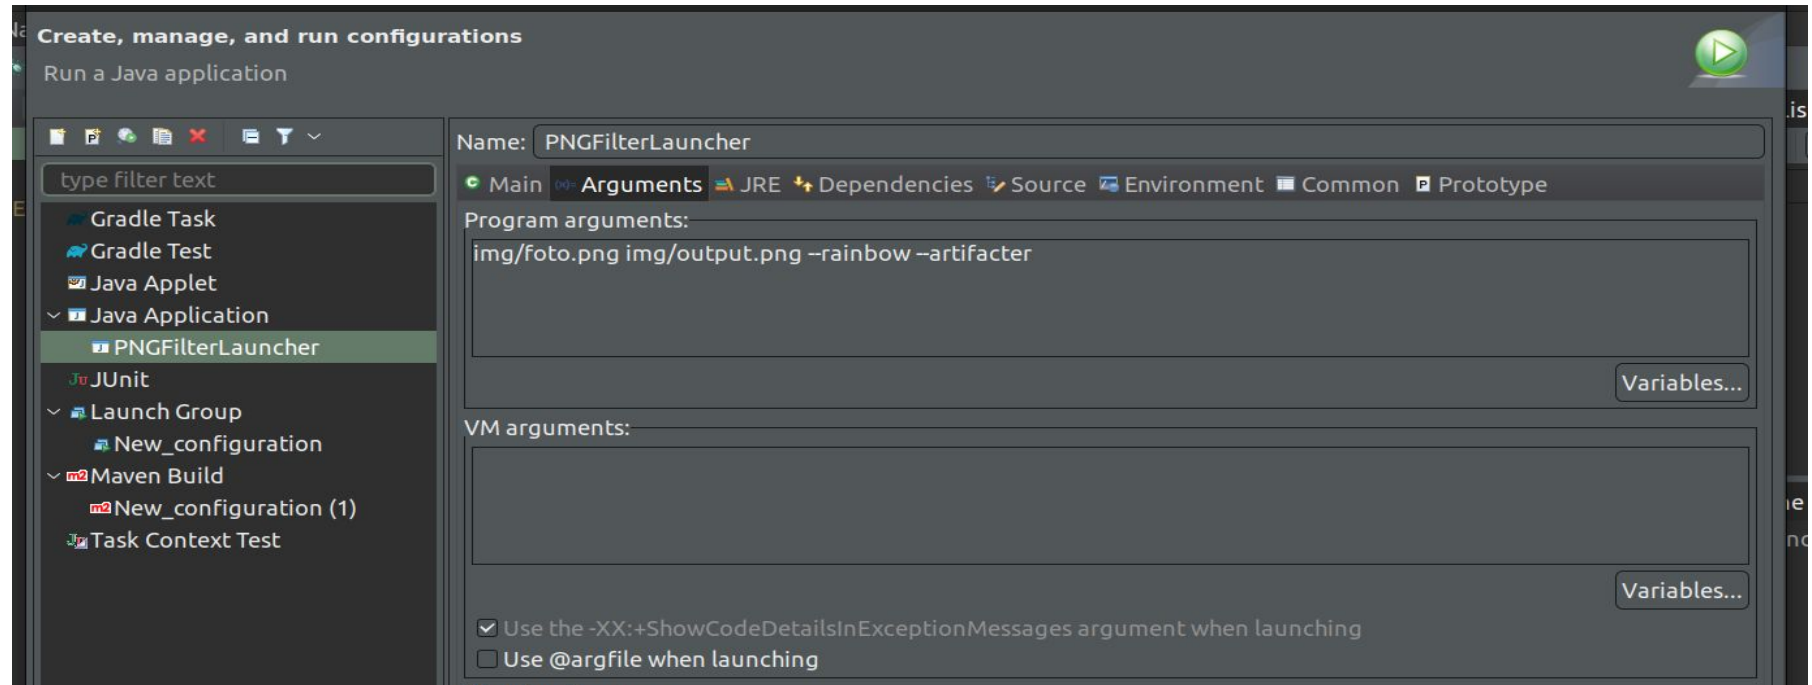 Create, manage, and run configurations
Run a Java application
type filter text
Gradle Task
Gradle Test
Java Applet
Java Application
PNGFilterLauncher
JUnit
Launch Group
New_configuration
Maven Build
New_configuration (1)
Task Context Test
Name: PNGFilterLauncher
Main Arguments JRE Dependencies Source Environment Common Prototype
Program arguments:
img/foto.png img/output.png --rainbow --artifacter
Variables...
VM arguments:
Variables...
Use the -XX:+ShowCodeDetailsInExceptionMessages argument when launching
Use @argfile when launching